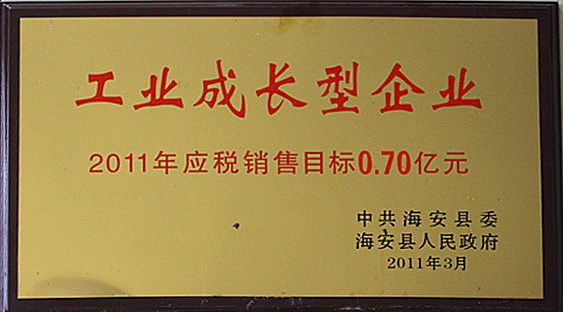 工业成长型企业
2011年应税销售目标0.70亿元
中共海安县委
海安县人民政府
2011年3月